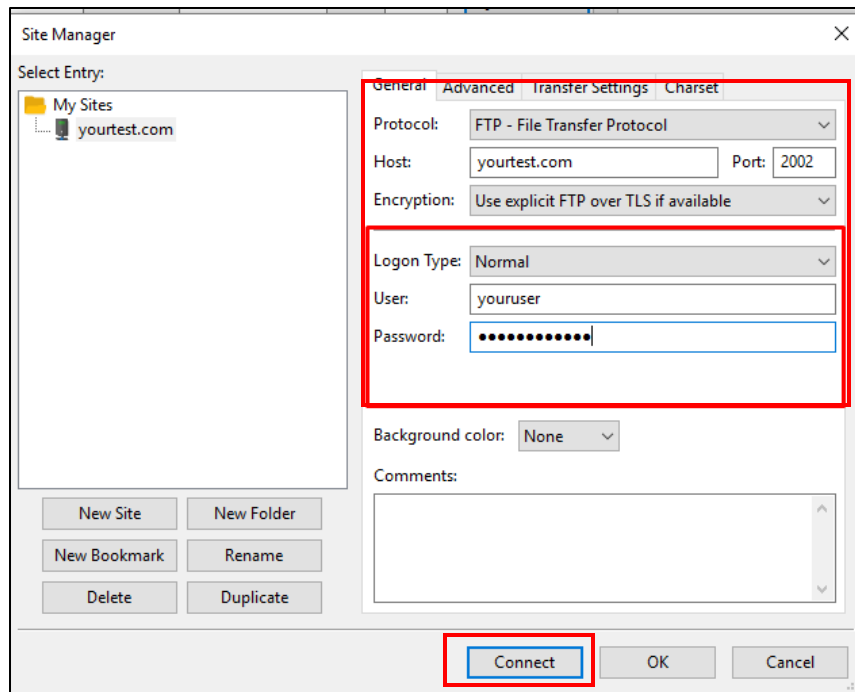 Site Manager
Select Entry:
My Sites
yourtest.com
General Advanced Transfer Settings Charset
Protocol: FTP - File Transfer Protocol
Host: yourtest.com Port: 2002
Encryption: Use explicit FTP over TLS if available
Logon Type: Normal
User: youruser
Password: ●●●●●●●●●●●●
Background color: None
Comments:
New Site New Folder
New Bookmark Rename
Delete Duplicate
Connect OK Cancel